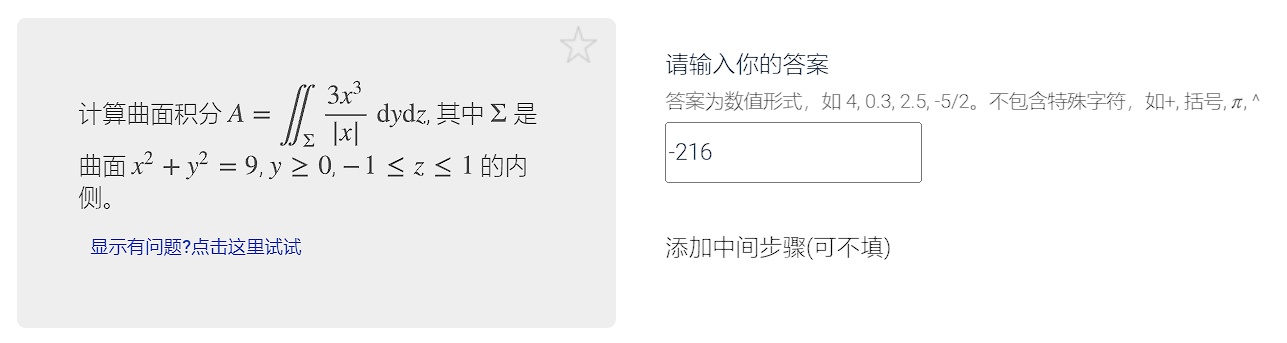 计算曲面积分 A = ∬_Σ 3x³/|x| dydz, 其中 Σ 是
曲面 x² + y² = 9, y ≥ 0, −1 ≤ z ≤ 1 的内
侧。
显示有问题?点击这里试试
请输入你的答案
答案为数值形式，如 4, 0.3, 2.5, -5/2。不包含特殊字符，如+, 括号, π, ^
-216
添加中间步骤(可不填)